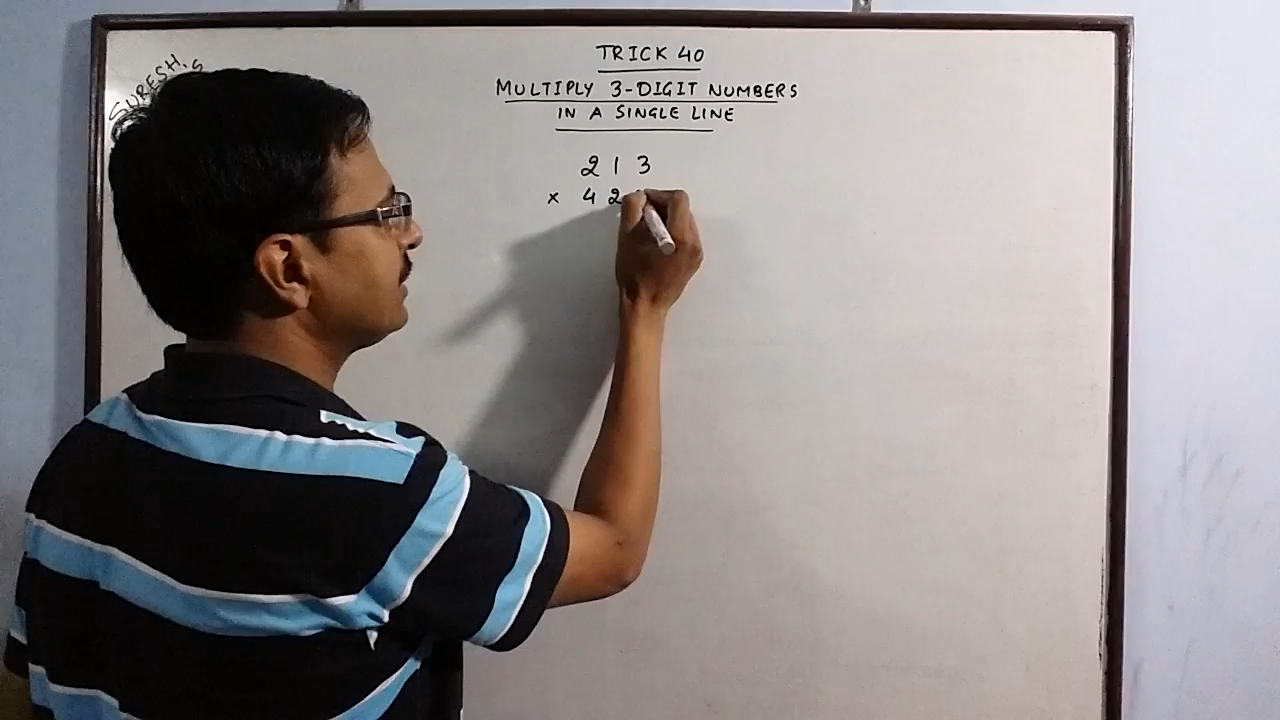 SURESH.
TRICK 40
MULTIPLY 3-DIGIT NUMBERS
IN A SINGLE LINE
2 1 3
x 4 2